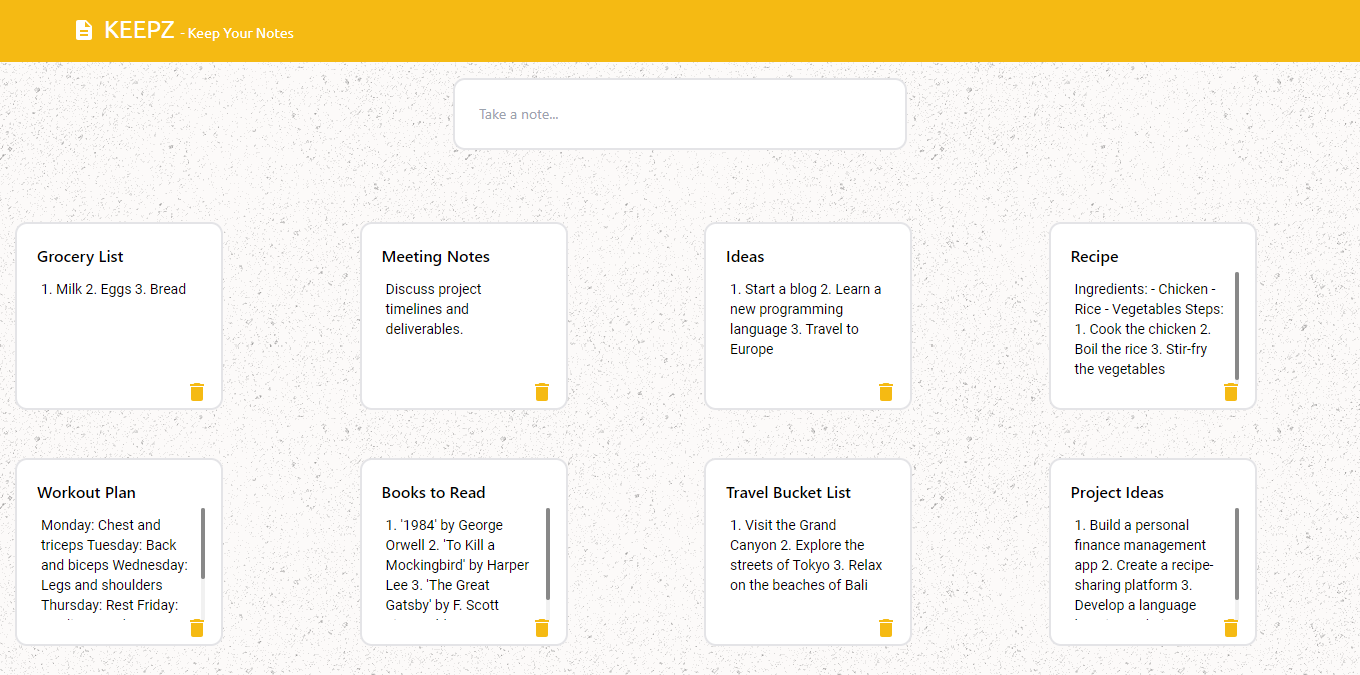 KEEPZ - Keep Your Notes
Take a note...
Grocery List
1. Milk 2. Eggs 3. Bread
Meeting Notes
Discuss project
timelines and
deliverables.
Ideas
1. Start a blog 2. Learn a
new programming
language 3. Travel to
Europe
Recipe
Ingredients: - Chicken -
Rice - Vegetables Steps:
1. Cook the chicken 2.
Boil the rice 3. Stir-fry
the vegetables
Workout Plan
Monday: Chest and
triceps Tuesday: Back
and biceps Wednesday:
Legs and shoulders
Thursday: Rest Friday:
Books to Read
1. '1984' by George
Orwell 2. 'To Kill a
Mockingbird' by Harper
Lee 3. 'The Great
Gatsby' by F. Scott
Travel Bucket List
1. Visit the Grand
Canyon 2. Explore the
streets of Tokyo 3. Relax
on the beaches of Bali
Project Ideas
1. Build a personal
finance management
app 2. Create a recipe-
sharing platform 3.
Develop a language